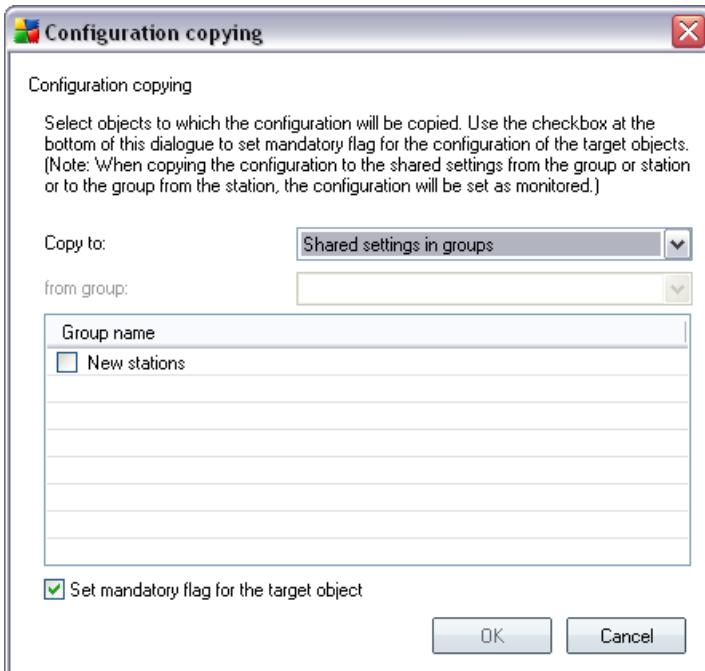 Configuration copying
Configuration copying
Select objects to which the configuration will be copied. Use the checkbox at the
bottom of this dialogue to set mandatory flag for the configuration of the target objects.
(Note: When copying the configuration to the shared settings from the group or station
or to the group from the station, the configuration will be set as monitored.)
Copy to: Shared settings in groups
from group:
Group name
New stations
Set mandatory flag for the target object
OK Cancel